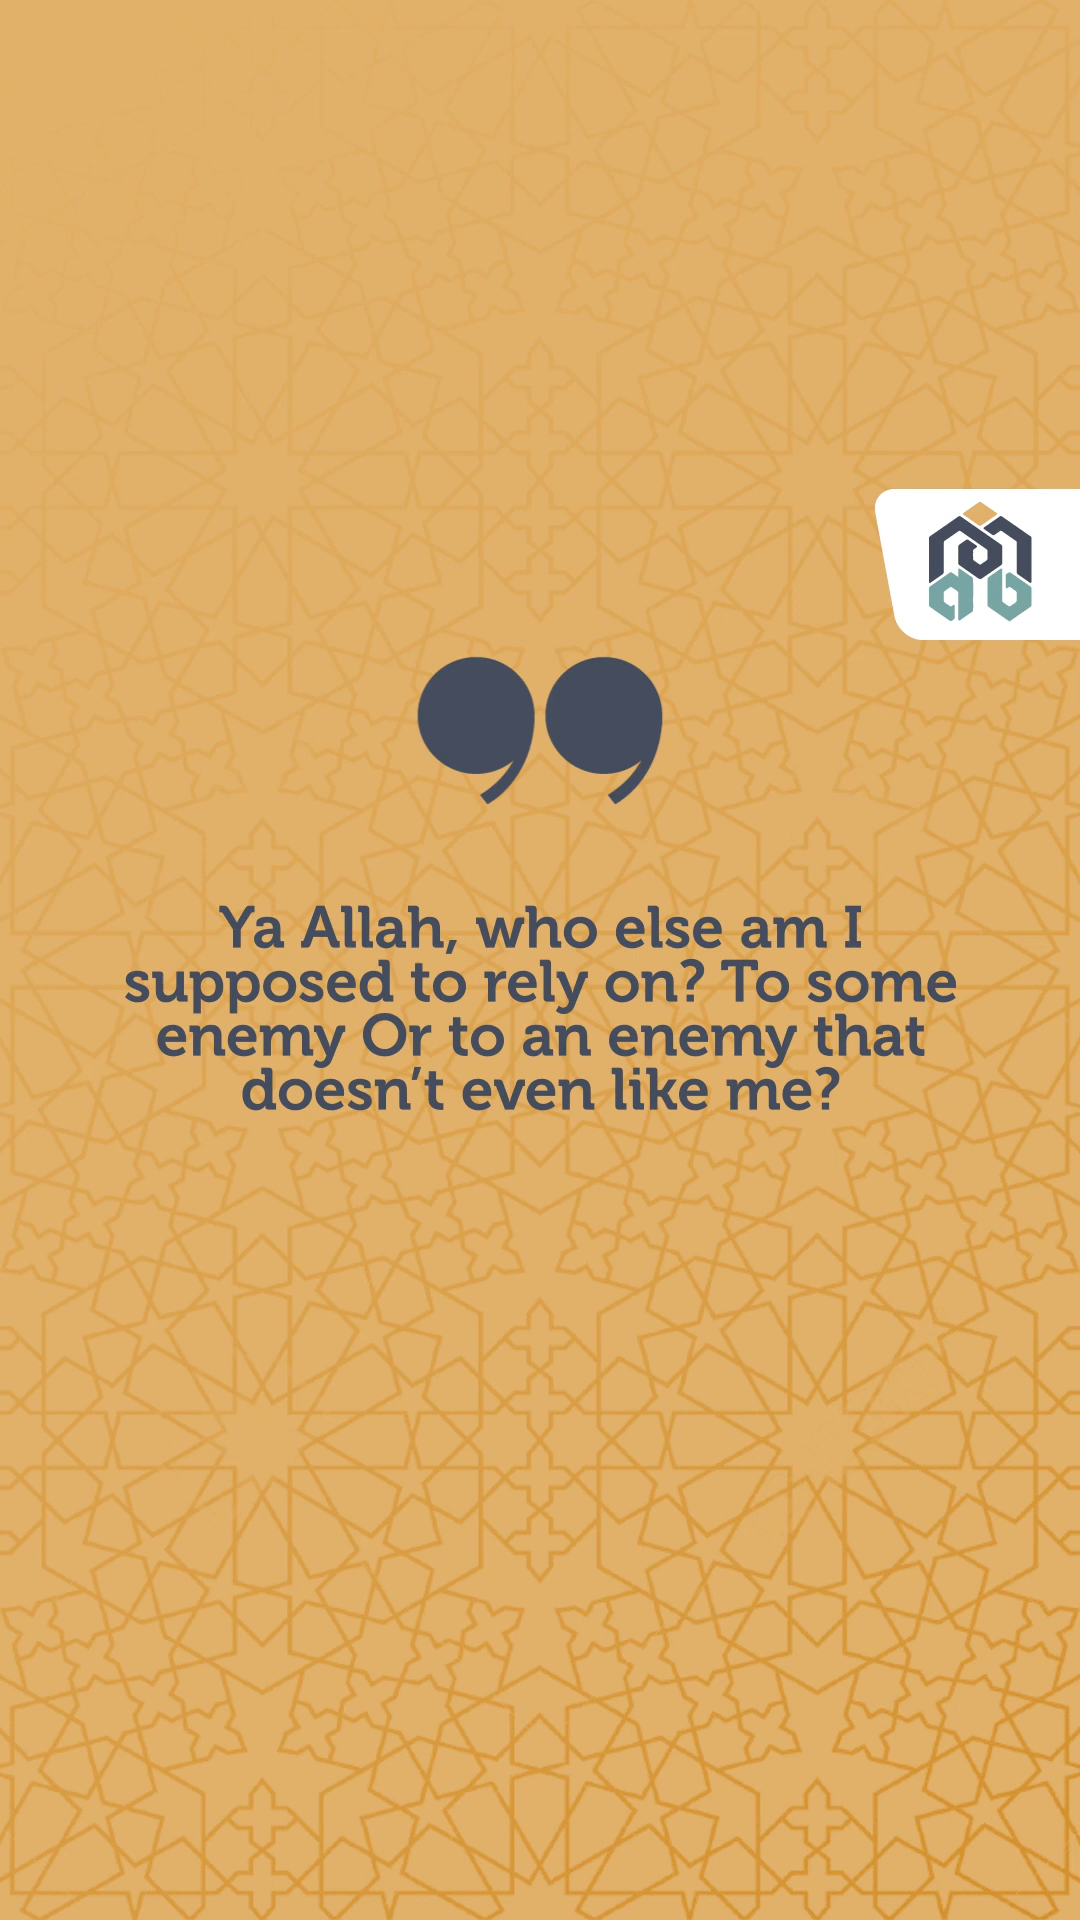 Ya Allah, who else am I
supposed to rely on? To some
enemy Or to an enemy that
doesn’t even like me?